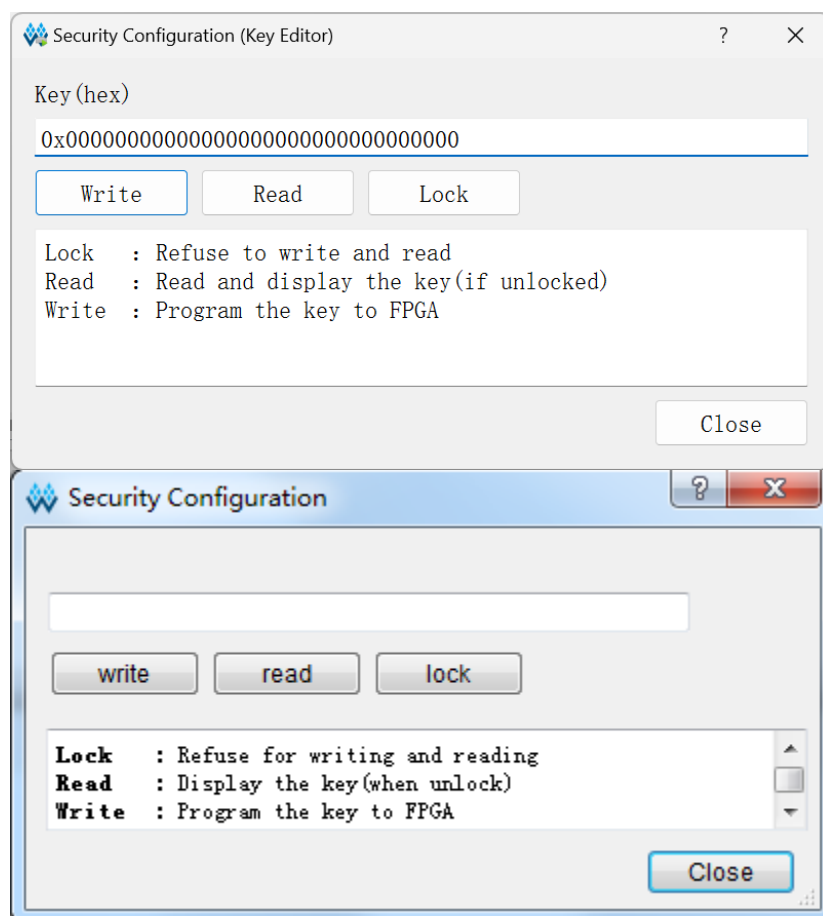 Security Configuration (Key Editor) ?
Key(hex)
0x00000000000000000000000000000000
Write Read Lock
Lock : Refuse to write and read
Read : Read and display the key(if unlocked)
Write : Program the key to FPGA
Close
Security Configuration ?
write read lock
Lock : Refuse for writing and reading
Read : Display the key(when unlock)
Write : Program the key to FPGA
Close